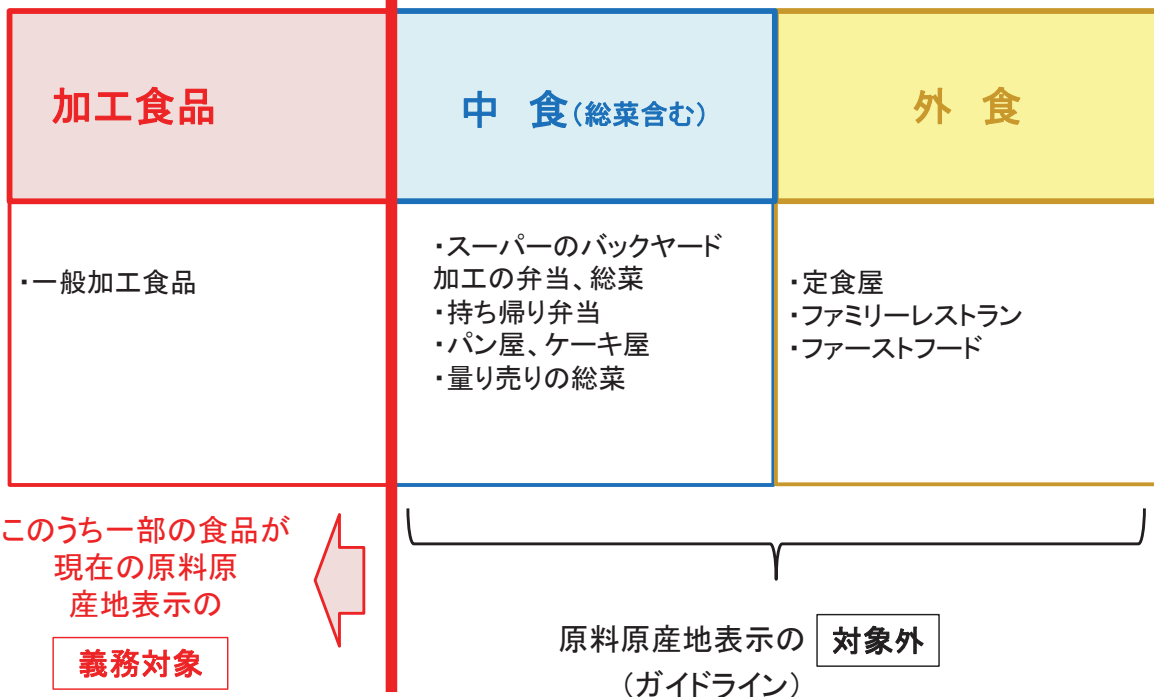 加工食品
中 食(総菜含む)
外 食
・一般加工食品
・スーパーのバックヤード
加工の弁当、総菜
・持ち帰り弁当
・パン屋、ケーキ屋
・量り売りの総菜
・定食屋
・ファミリーレストラン
・ファーストフード
このうち一部の食品が
現在の原料原
産地表示の
義務対象
原料原産地表示の 対象外
(ガイドライン)